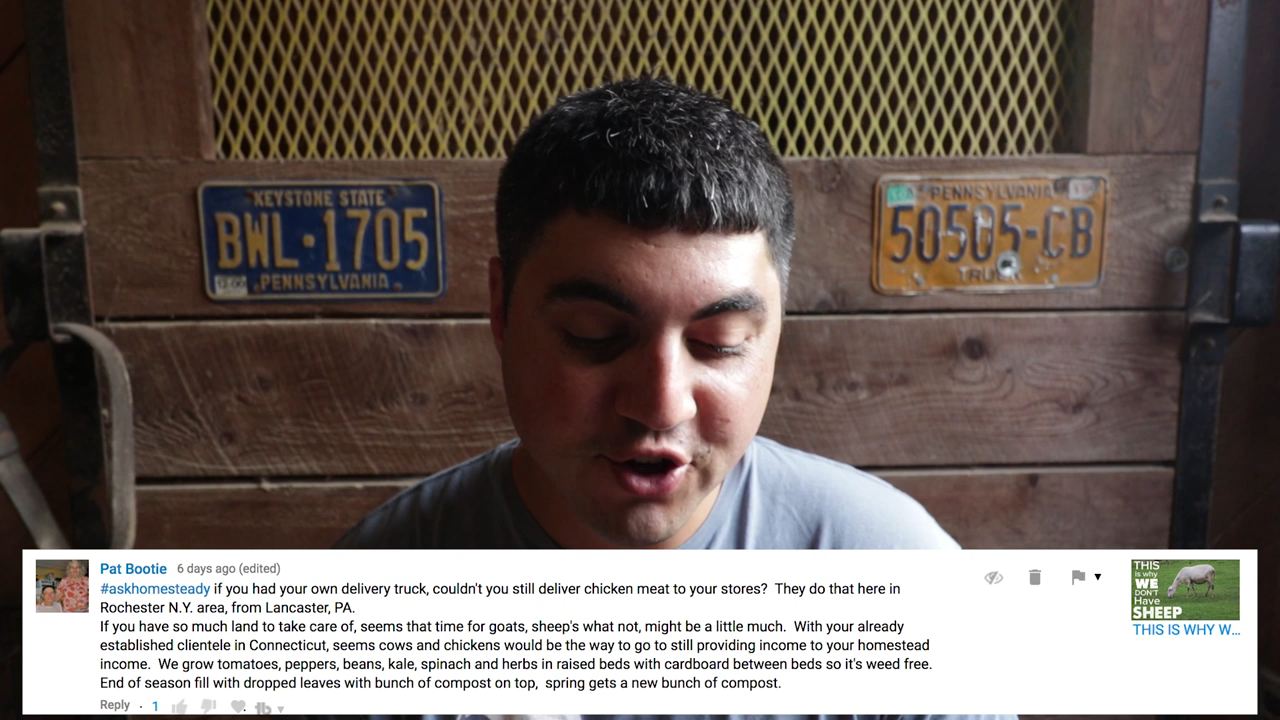 KEYSTONE STATE
BWL·1705
PENNSYLVANIA
PENNSYLVANIA
50505-CB
TRUCK
Pat Bootie 6 days ago (edited)
#askhomesteady if you had your own delivery truck, couldn't you still deliver chicken meat to your stores? They do that here in
Rochester N.Y. area, from Lancaster, PA.
If you have so much land to take care of, seems that trim for goats, sheep's what not, might be a little much. With your already
established clientele in Connecticut, seems cows and chickens would be the way to go to still providing income to your homestead
income. We grow tomatoes, peppers, beans, kale, spinach and herbs in raised beds with cardboard between beds so it's weed free.
End of season fill with dropped leaves with bunch of compost on top, spring gets a new bunch of compost.
Reply · 1
THIS
is why
WE
DON'T
Have
SHEEP
THIS IS WHY W...